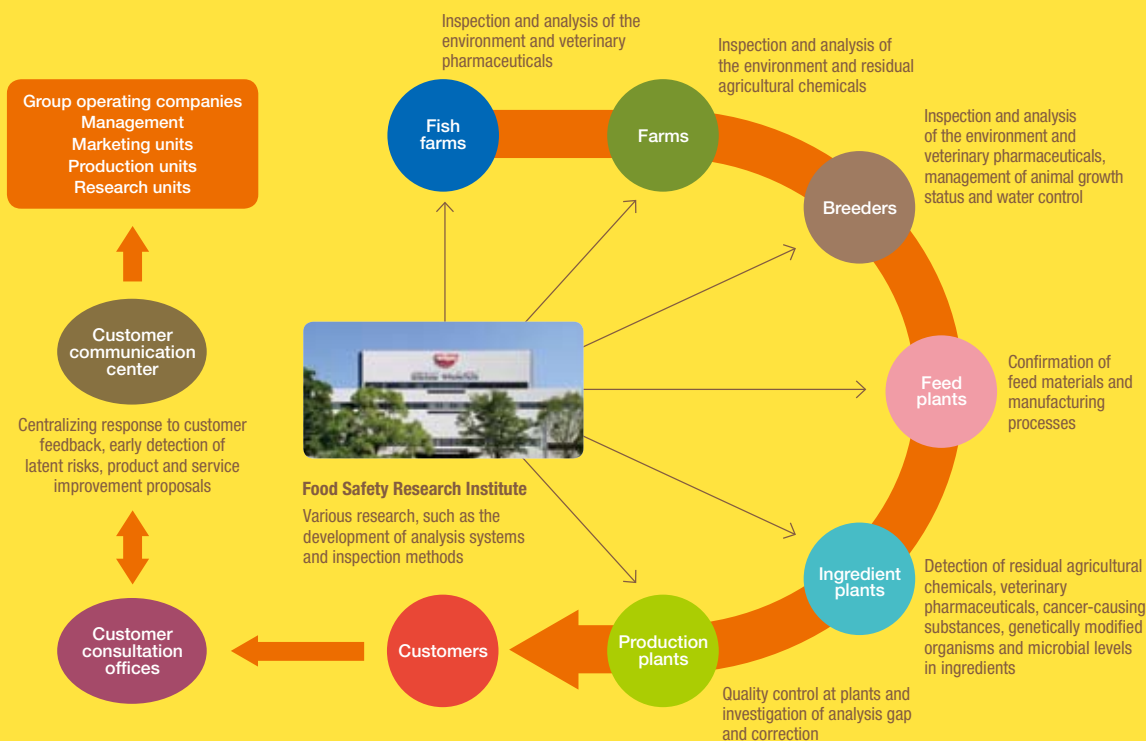 Inspection and analysis of the
environment and veterinary
pharmaceuticals
Inspection and analysis of
the environment and residual
agricultural chemicals
Group operating companies
Management
Marketing units
Production units
Research units
Fish
farms
Farms
Inspection and analysis
of the environment and
veterinary pharmaceuticals,
management of animal growth
status and water control
Breeders
Customer
communication
center
Centralizing response to customer
feedback, early detection of
latent risks, product and service
improvement proposals
Feed
plants
Confirmation of
feed materials and
manufacturing
processes
Food Safety Research Institute
Various research, such as the
development of analysis systems
and inspection methods
Ingredient
plants
Detection of residual agricultural
chemicals, veterinary
pharmaceuticals, cancer-causing
substances, genetically modified
organisms and microbial levels
in ingredients
Customer
consultation
offices
Customers
Production
plants
Quality control at plants and
investigation of analysis gap
and correction